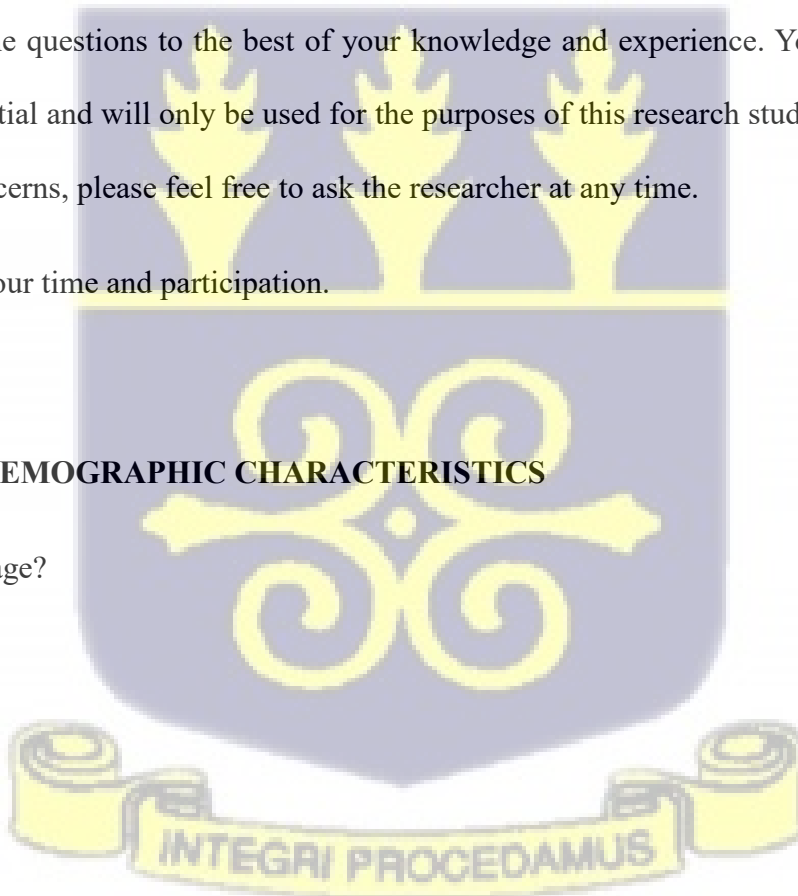 e questions to the best of your knowledge and experience. Yo
tial and will only be used for the purposes of this research stud
cerns, please feel free to ask the researcher at any time.
our time and participation.
EMOGRAPHIC CHARACTERISTICS
age?
INTEGRI PROCEDAMUS